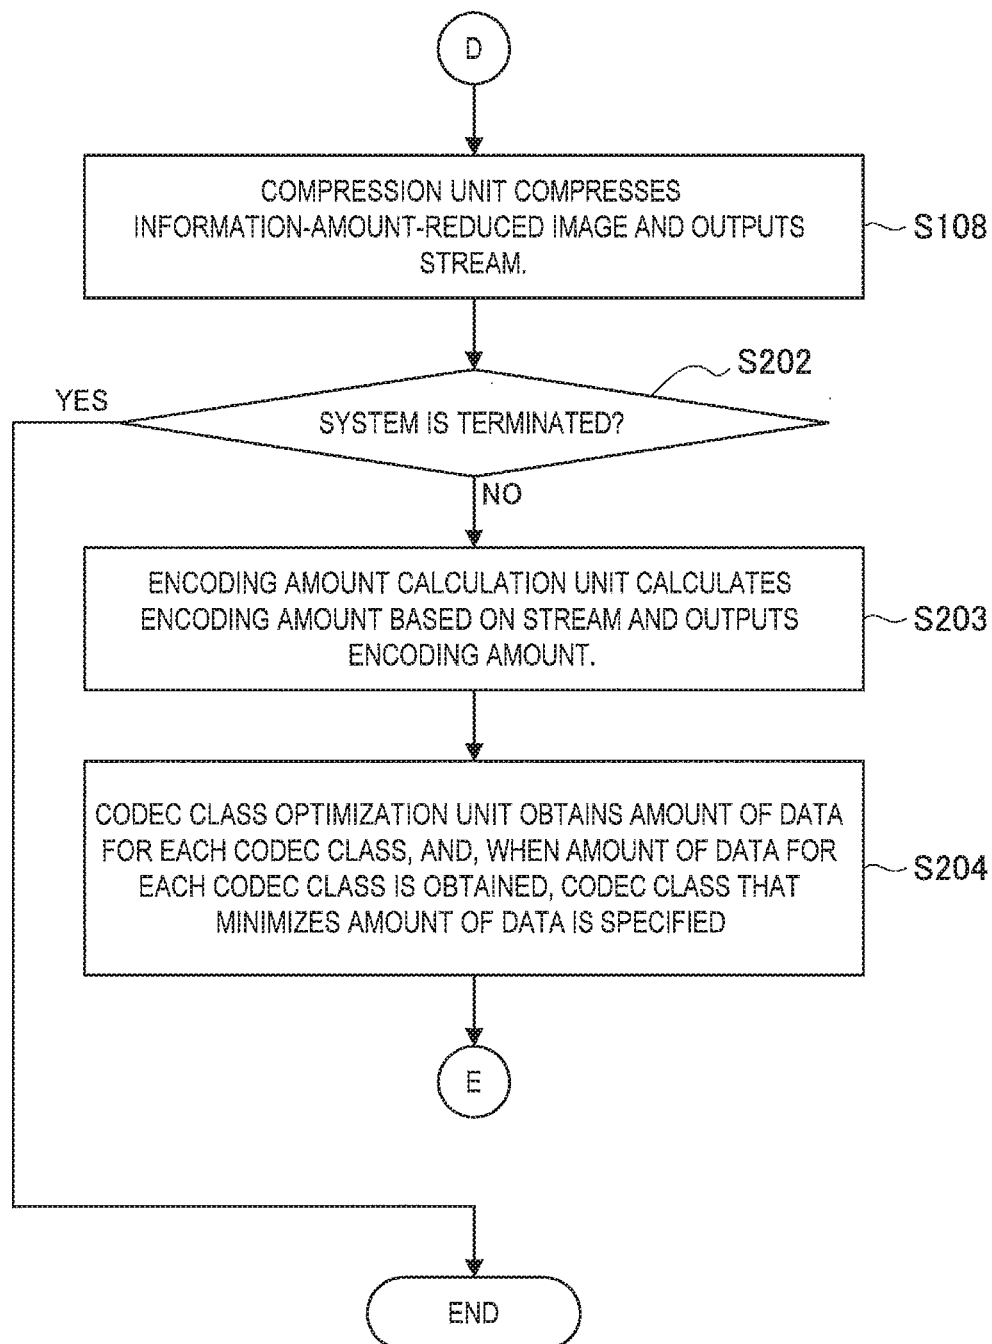 D
COMPRESSION UNIT COMPRESSES
INFORMATION-AMOUNT-REDUCED IMAGE AND OUTPUTS
STREAM.
S108
S202
YES
SYSTEM IS TERMINATED?
NO
ENCODING AMOUNT CALCULATION UNIT CALCULATES
ENCODING AMOUNT BASED ON STREAM AND OUTPUTS
ENCODING AMOUNT.
S203
CODEC CLASS OPTIMIZATION UNIT OBTAINS AMOUNT OF DATA
FOR EACH CODEC CLASS, AND, WHEN AMOUNT OF DATA FOR
EACH CODEC CLASS IS OBTAINED, CODEC CLASS THAT
MINIMIZES AMOUNT OF DATA IS SPECIFIED
S204
E
END